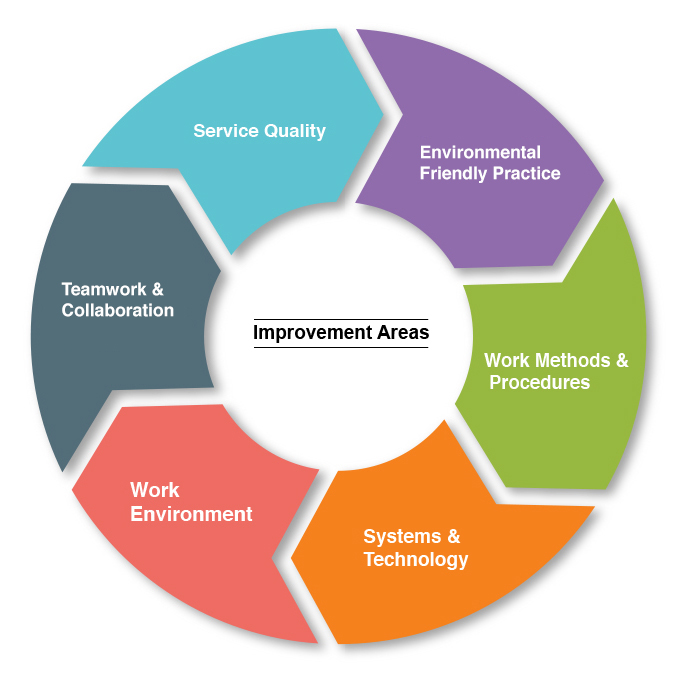 Service Quality
Environmental
Friendly Practice
Work Methods &
Procedures
Systems &
Technology
Work
Environment
Teamwork &
Collaboration
Improvement Areas